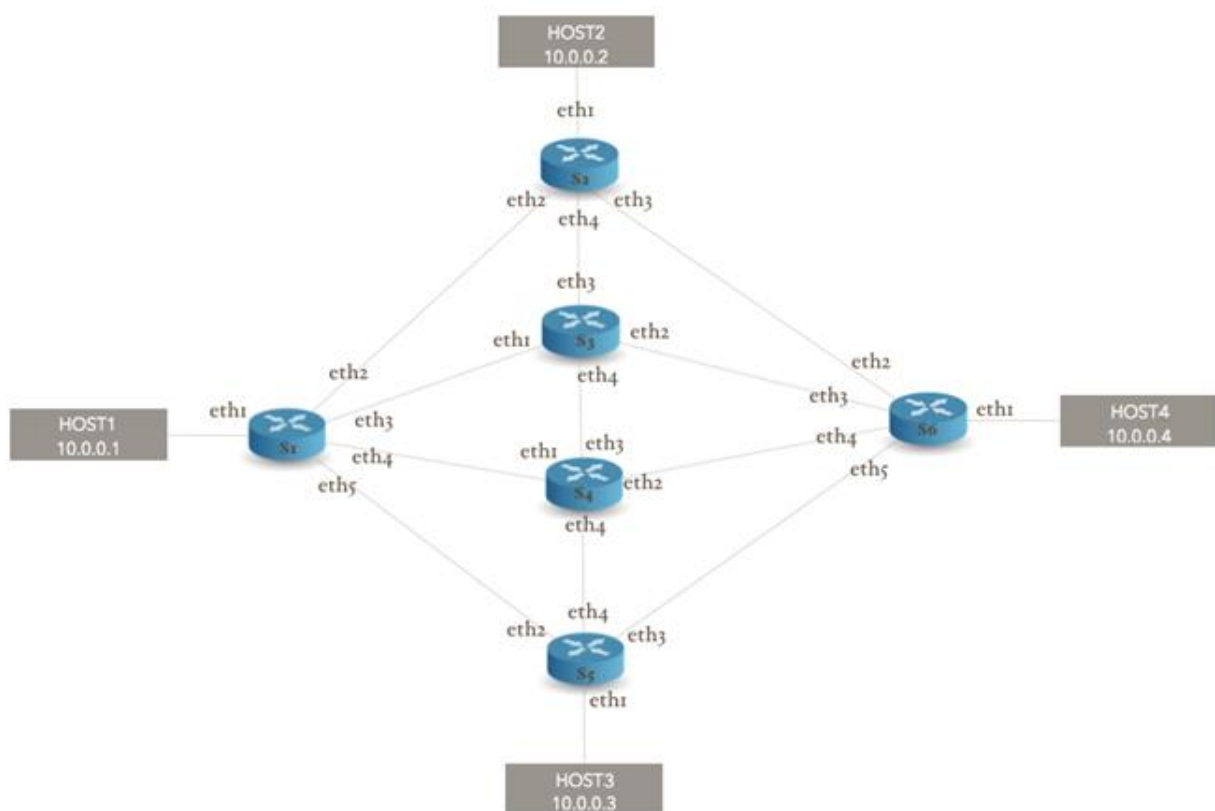 HOST2
10.0.0.2
eth1
S2
eth2
eth3
eth4
eth3
eth1
eth2
S3
eth4
eth2
eth2
eth3
HOST1
10.0.0.1
eth1
S1
eth3
eth4
eth5
eth3
eth1
eth2
S4
eth4
eth4
eth5
S6
eth1
HOST4
10.0.0.4
eth4
eth2
eth3
S5
eth1
HOST3
10.0.0.3